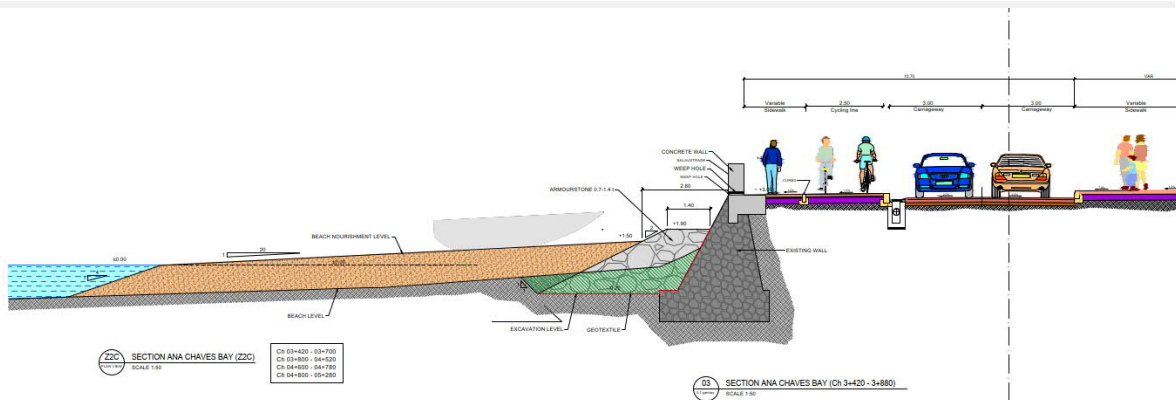 VAR.
Variable
Sidewalk
2,50
Cycling line
3,00
Carriageway
3,00
Carriageway
Variable
Sidewalk
CONCRETE WALL
BALAUSTRADE
WEEP HOLE
WEEP HOLE
2.80
ARMOURSTONE 0.7-1.4 t
1.40
+1.90
2
+1.50
BEACH NOURISHMENT LEVEL
20
1
±0.00
EXISTING WALL
BEACH LEVEL
EXCAVATION LEVEL
GEOTEXTILE
Z2C
SECTION ANA CHAVES BAY (Z2C)
SCALE 1:50
Ch 03+420 - 03+700
Ch 03+800 - 04+520
Ch 04+600 - 04+780
Ch 04+800 - 05+280
03
SECTION ANA CHAVES BAY (Ch 3+420 - 3+880)
SCALE 1:50